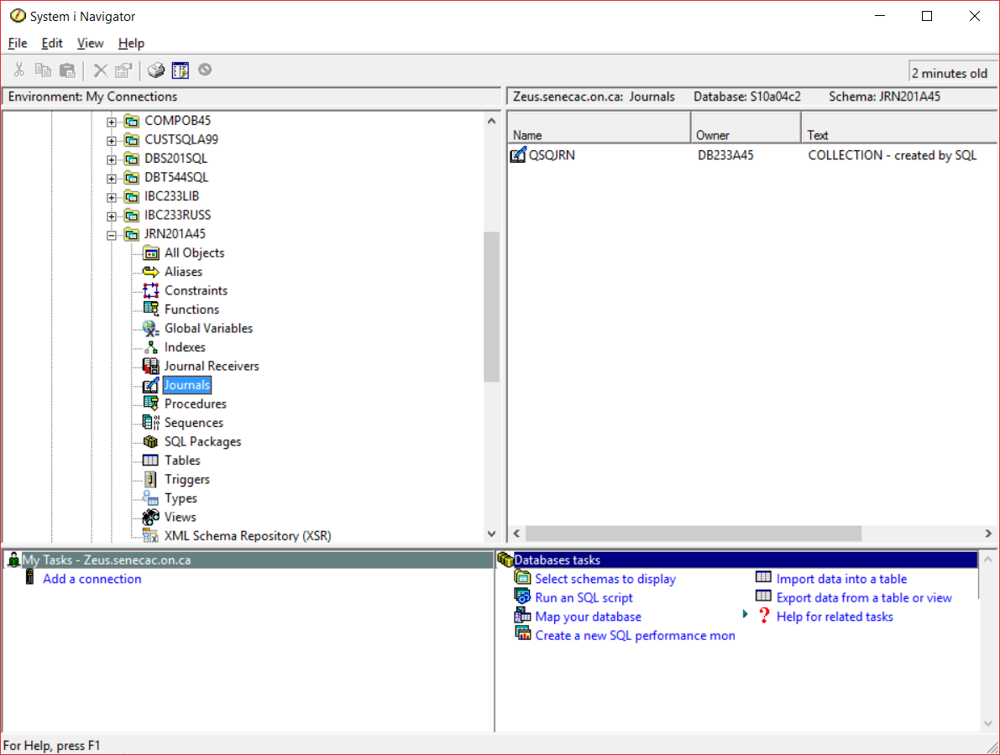 System i Navigator
File Edit View Help
2 minutes old
Environment: My Connections
Zeus.senecac.on.ca: Journals Database: S10a04c2 Schema: JRN201A45
COMPOB45
CUSTSQLA99
DBS201SQL
DBT544SQL
IBC233LIB
IBC233RUSS
JRN201A45
All Objects
Aliases
Constraints
Functions
Global Variables
Indexes
Journal Receivers
Journals
Procedures
Sequences
SQL Packages
Tables
Triggers
Types
Views
XML Schema Repository (XSR)
Name Owner Text
QSQJRN DB233A45 COLLECTION - created by SQL
My Tasks - Zeus.senecac.on.ca
Add a connection
Databases tasks
Select schemas to display
Run an SQL script
Map your database
Create a new SQL performance mon
Import data into a table
Export data from a table or view
Help for related tasks
For Help, press F1